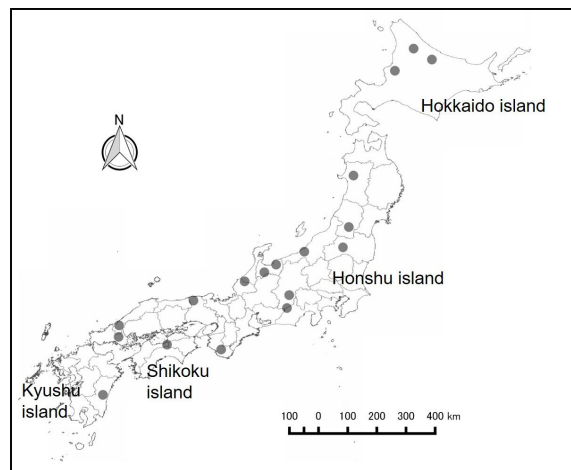 Hokkaido island
N
Honshu island
Shikoku
island
Kyushu
island
100 0 100 200 300 400 km